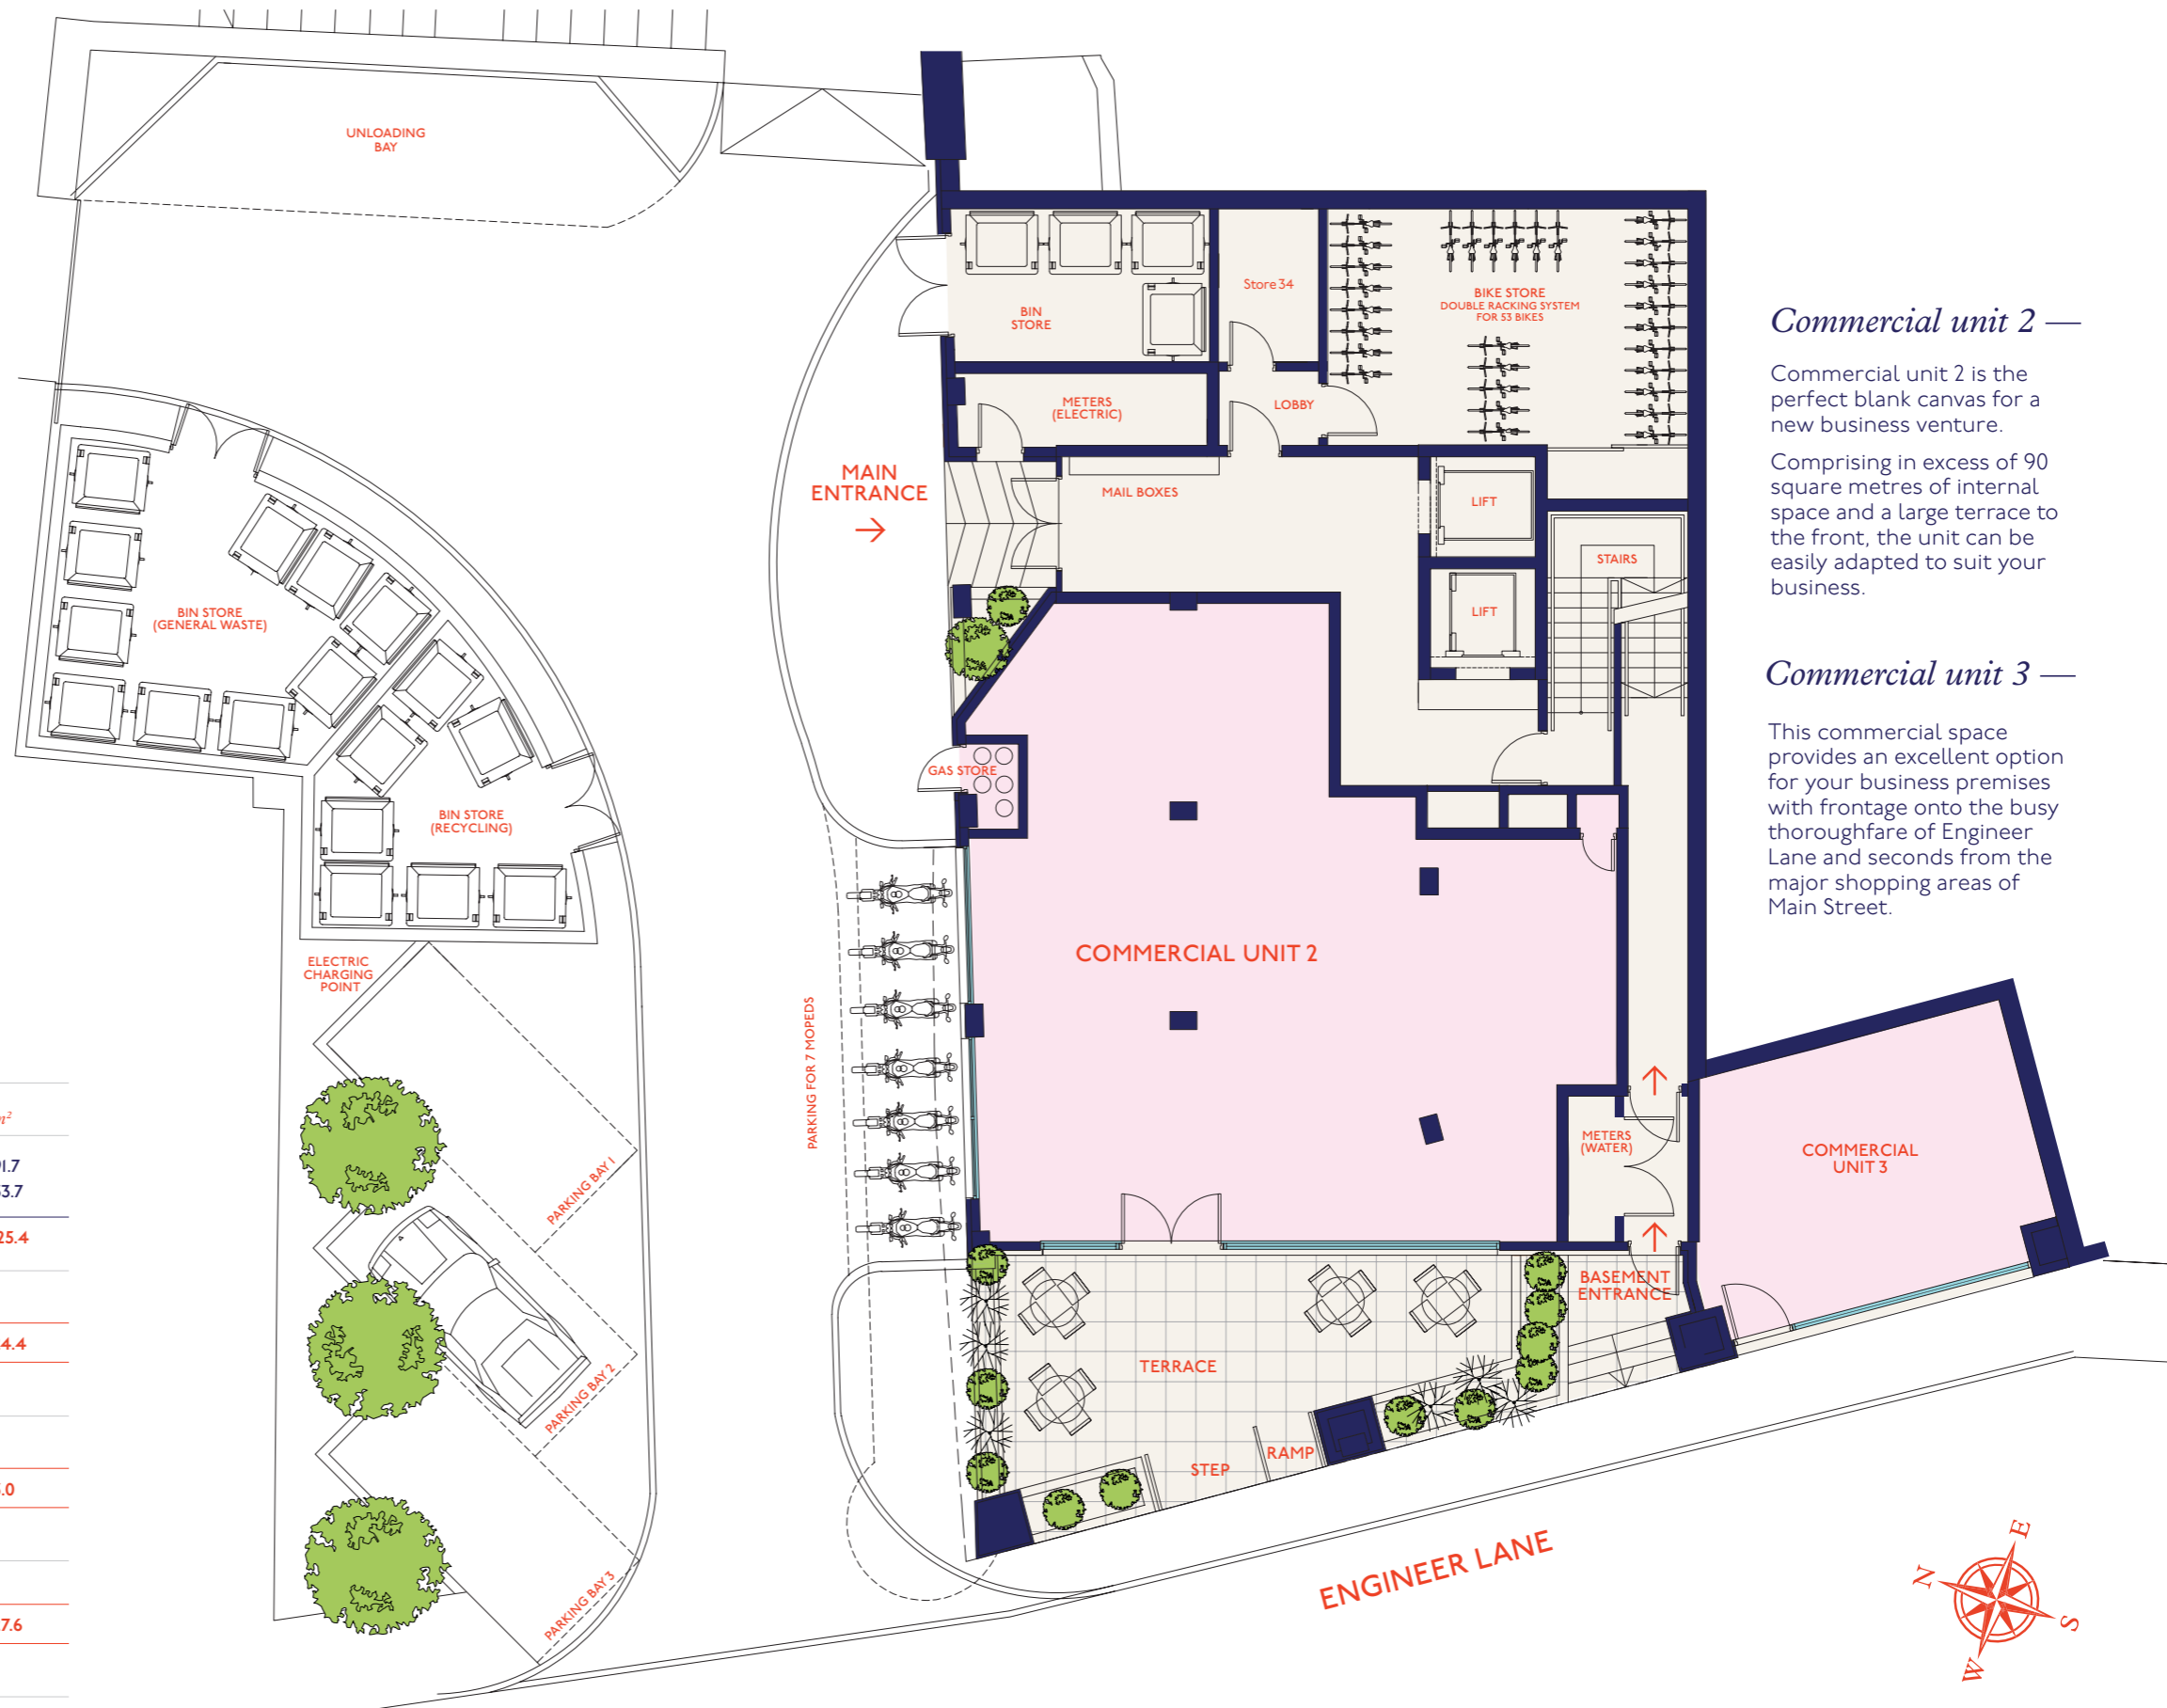 UNLOADING
BAY
BIN
STORE
Store 34
BIKE STORE
DOUBLE RACKING SYSTEM
FOR 53 BIKES
METERS
(ELECTRIC)
LOBBY
MAIN
ENTRANCE
MAIL BOXES
LIFT
LIFT
STAIRS
BIN STORE
(GENERAL WASTE)
GAS STORE
BIN STORE
(RECYCLING)
ELECTRIC
CHARGING
POINT
COMMERCIAL UNIT 2
PARKING FOR 7 MOPEDS
METERS
(WATER)
COMMERCIAL
UNIT 3
PARKING BAY 1
PARKING BAY 2
PARKING BAY 3
BASEMENT
ENTRANCE
TERRACE
STEP
RAMP
ENGINEER LANE
Commercial unit 2 —
Commercial unit 2 is the
perfect blank canvas for a
new business venture.
Comprising in excess of 90
square metres of internal
space and a large terrace to
the front, the unit can be
easily adapted to suit your
business.
Commercial unit 3 —
This commercial space
provides an excellent option
for your business premises
with frontage onto the busy
thoroughfare of Engineer
Lane and seconds from the
major shopping areas of
Main Street.
N
E
S
W